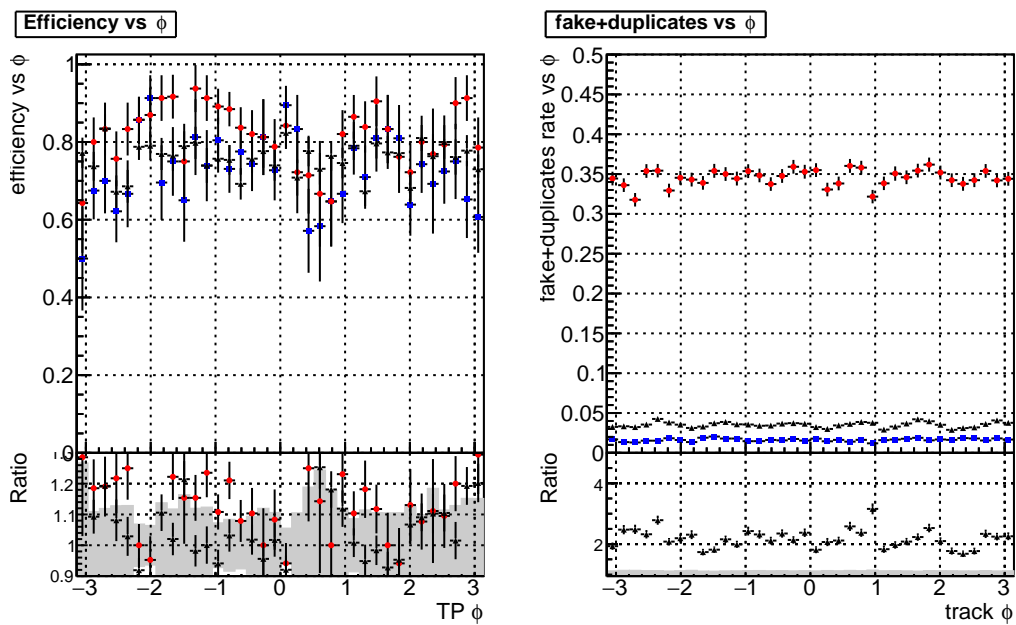 Efficiency vs ϕ
efficiency vs ϕ
1
0.8
0.6
0.4
0.2
0
Ratio
1.2
1.1
1
0.9
−3 −2 −1 0 1 2 3
TP ϕ
fake+duplicates vs ϕ
fake+duplicates rate vs ϕ
0.5
0.45
0.4
0.35
0.3
0.25
0.2
0.15
0.1
0.05
0
Ratio
4
2
−3 −2 −1 0 1 2 3
track ϕ